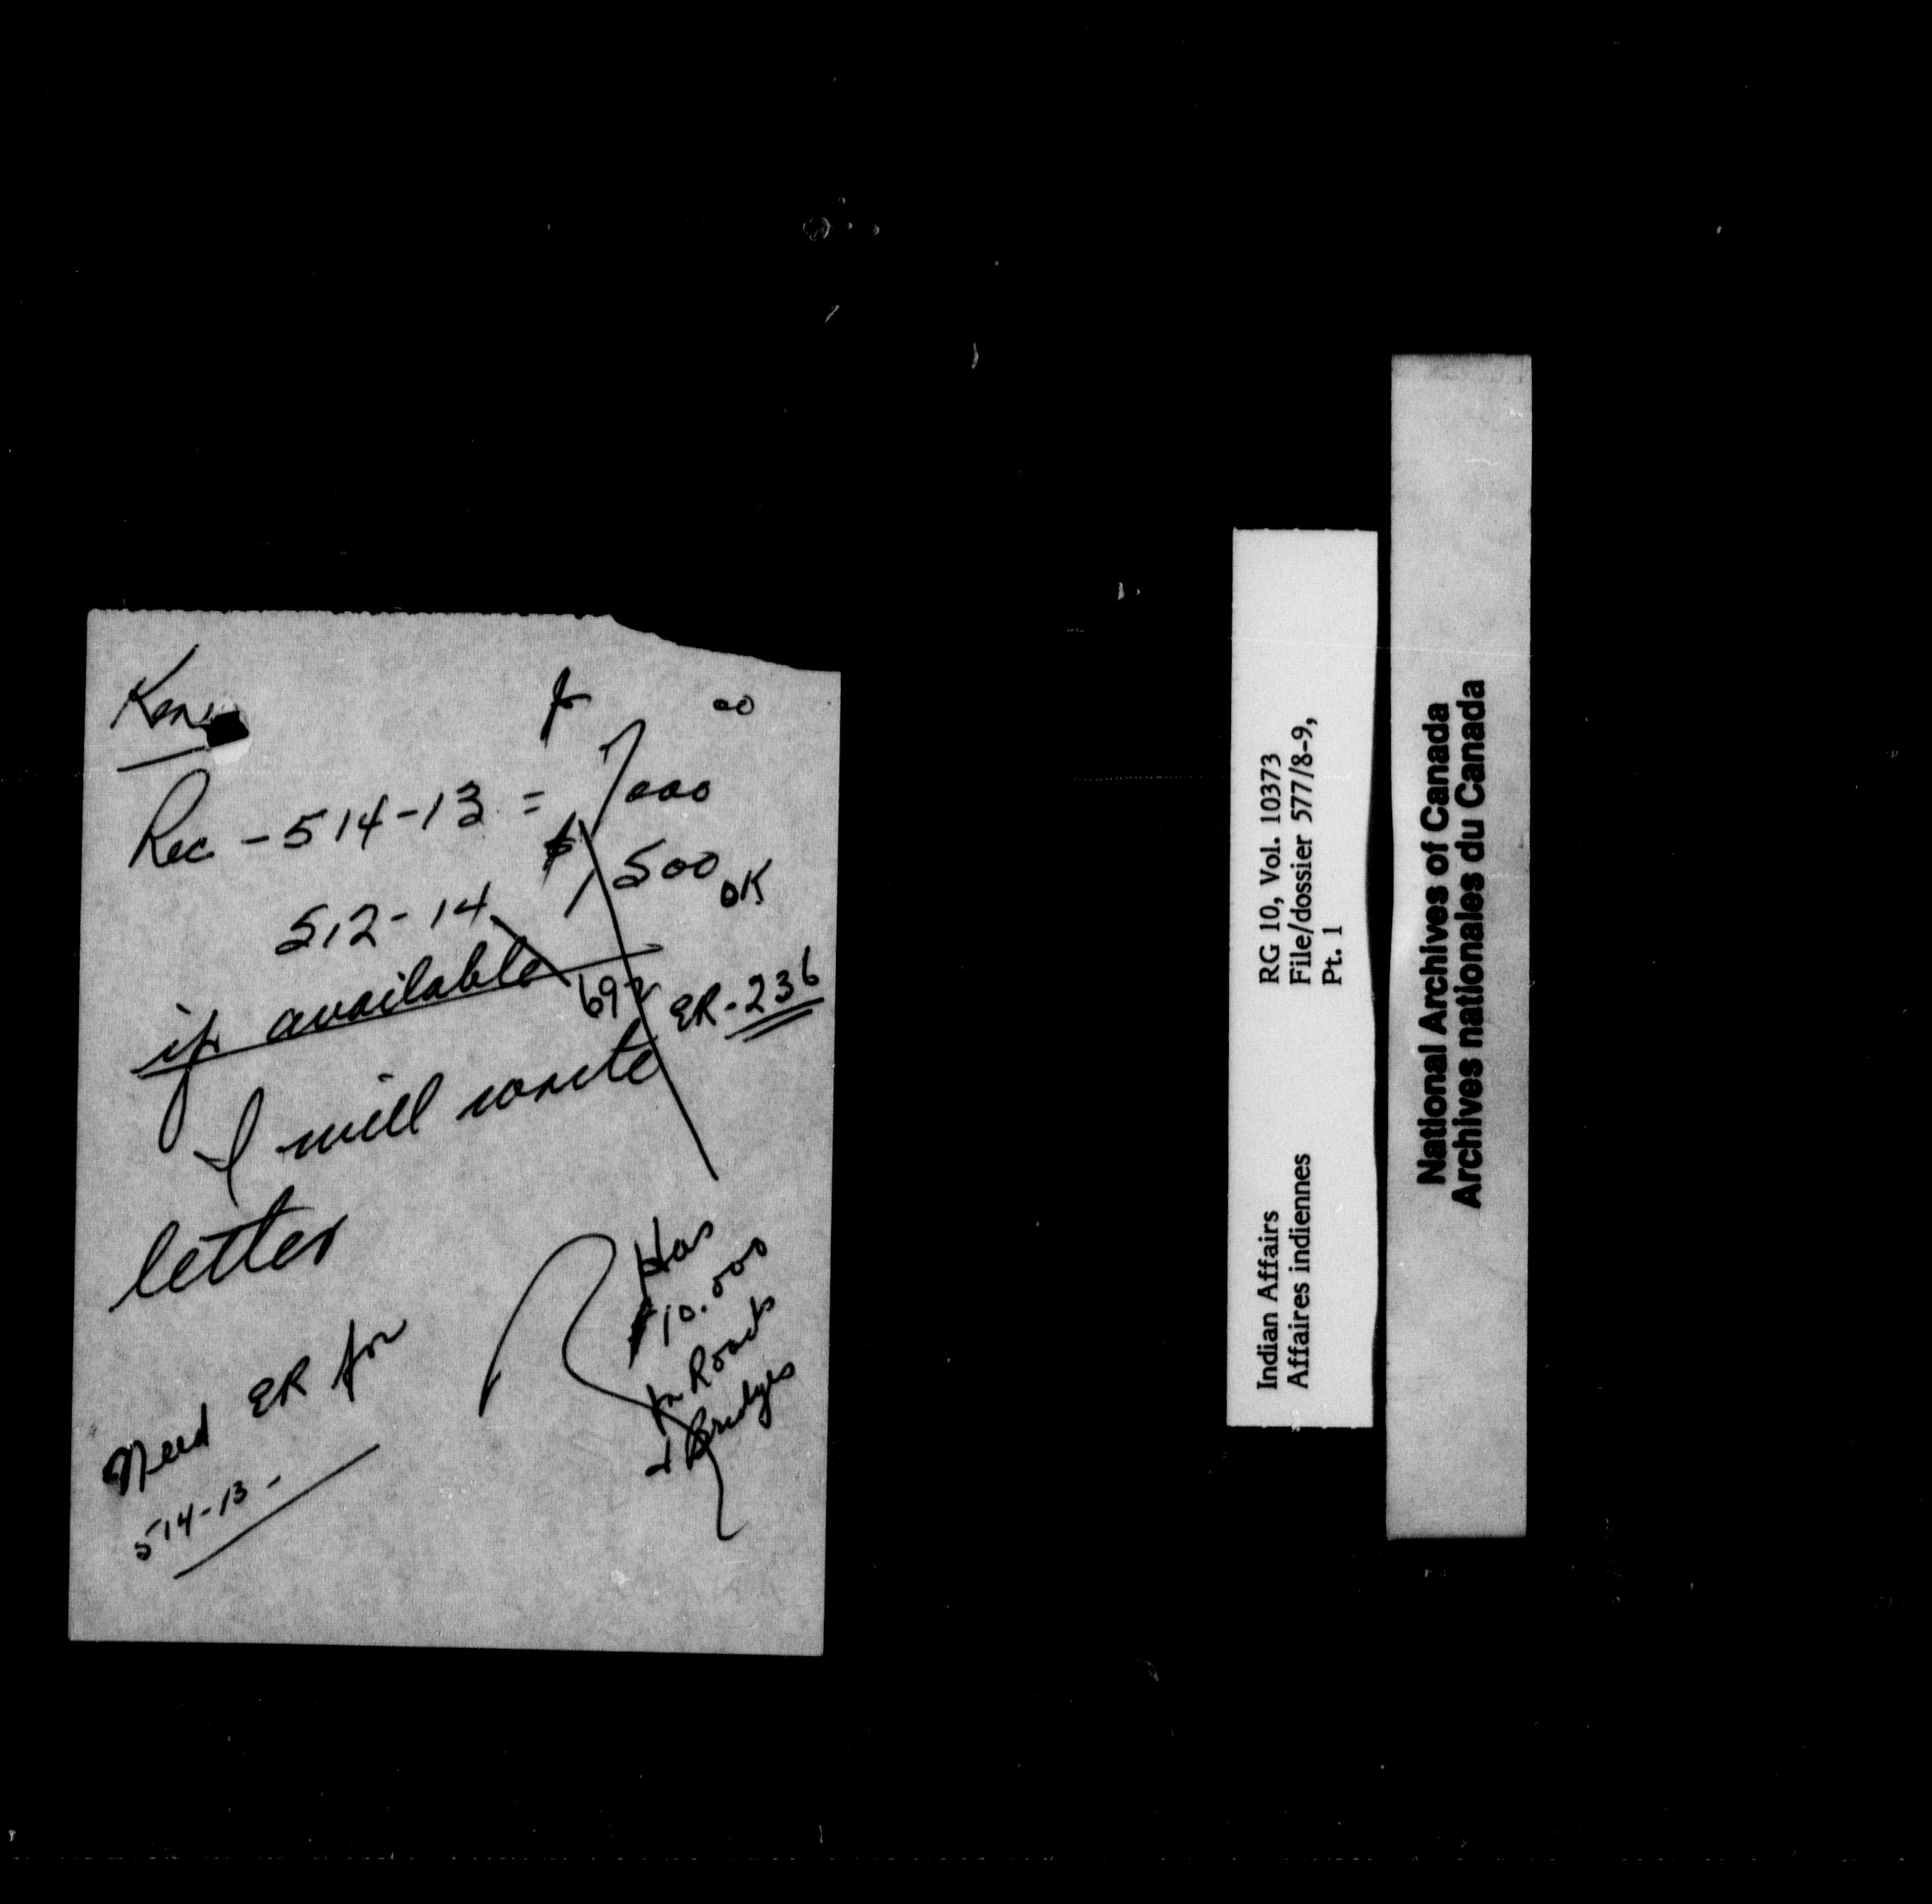 Ken
Rec - 514-13 = $ 7000 00
512-14 $ 1500 OK
if available 692 ER-236
I will write
letter
Has
$10.000
in Roads
& Bridges
Need ER for
514-13 -
RG 10, Vol. 10373
File/dossier 577/8-9,
Pt. 1
Indian Affairs
Affaires indiennes
National Archives of Canada
Archives nationales du Canada